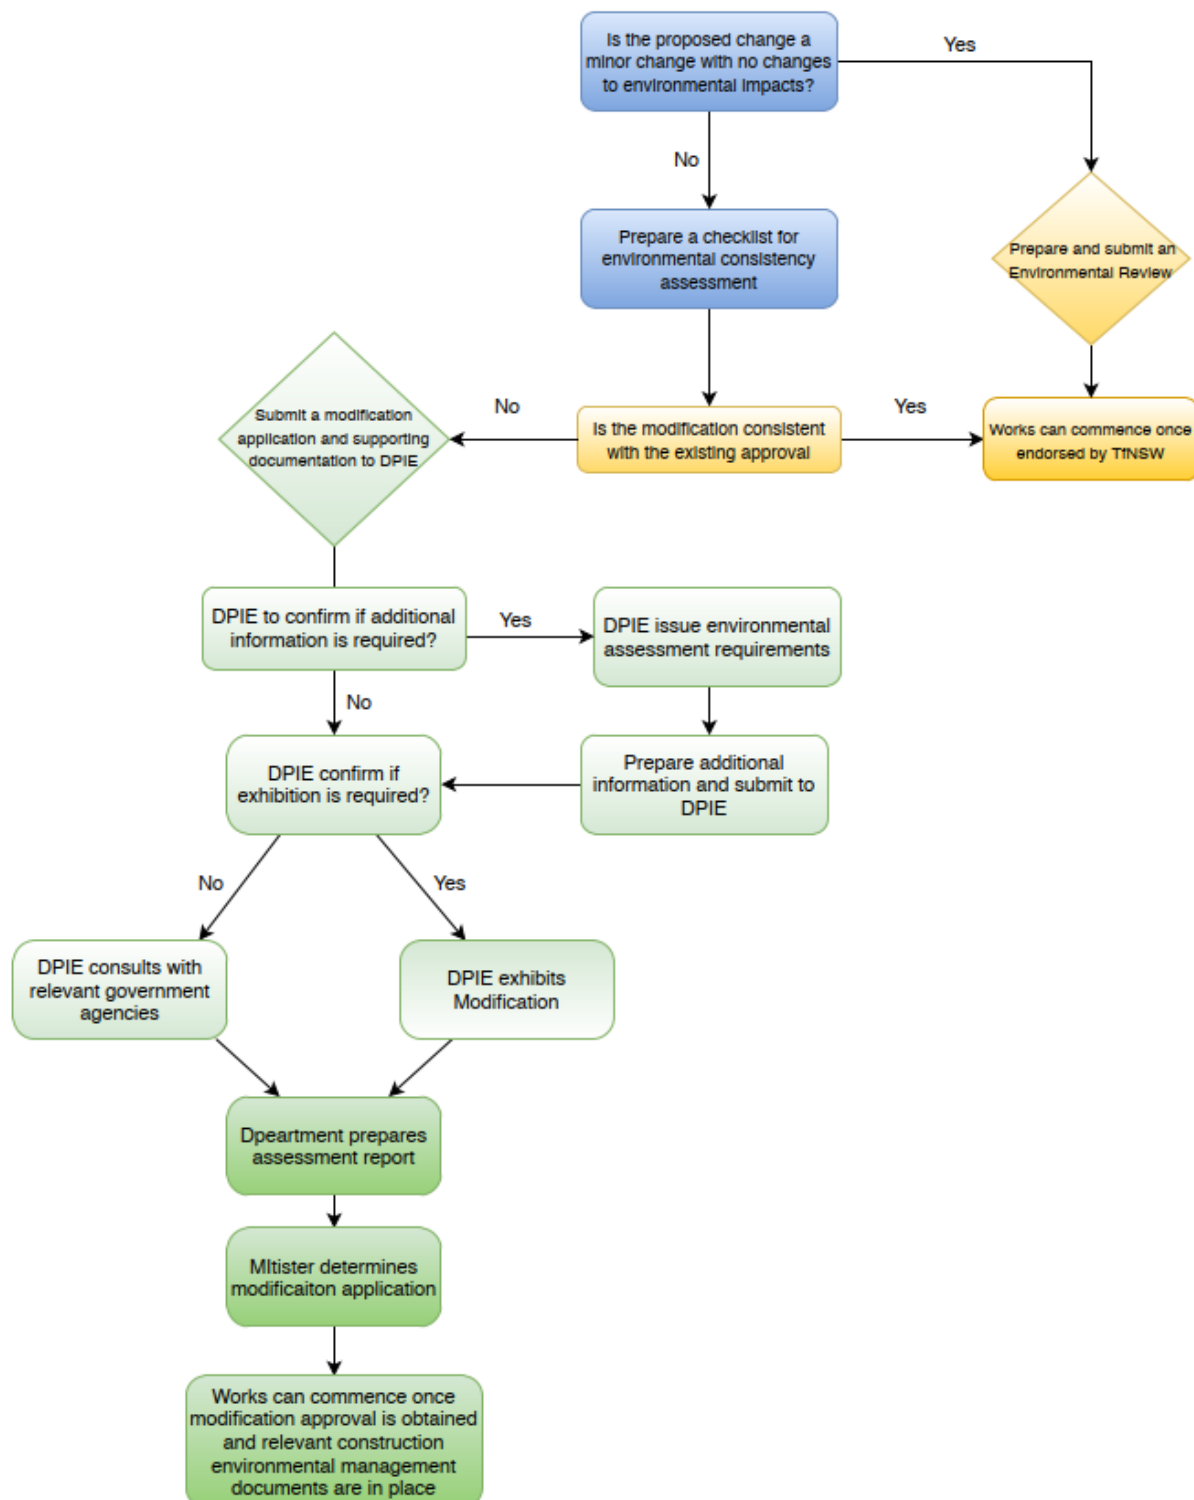 Is the proposed change a
minor change with no changes
to environmental impacts?
Yes
No
Prepare a checklist for
environmental consistency
assessment
Prepare and submit an
Environmental Review
Submit a modification
application and supporting
documentation to DPIE
No
Is the modification consistent
with the existing approval
Yes
Works can commence once
endorsed by TfNSW
DPIE to confirm if additional
information is required?
Yes
DPIE issue environmental
assessment requirements
No
DPIE confirm if
exhibition is required?
Prepare additional
information and submit to
DPIE
No
Yes
DPIE consults with
relevant government
agencies
DPIE exhibits
Modification
Dpeartment prepares
assessment report
MItister determines
modificaiton application
Works can commence once
modification approval is obtained
and relevant construction
environmental management
documents are in place